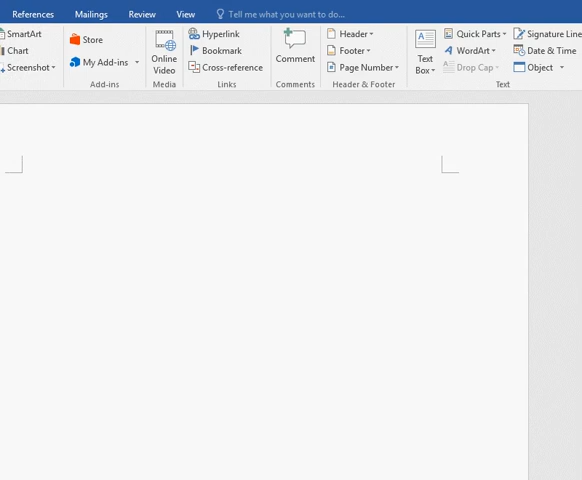 References Mailings Review View Tell me what you want to do...
SmartArt
Chart
Screenshot
Store
My Add-ins
Add-ins
Online
Video
Media
Hyperlink
Bookmark
Cross-reference
Links
Comment
Comments
Header
Footer
Page Number
Header & Footer
A
Text
Box
Quick Parts
WordArt
Drop Cap
Signature Line
Date & Time
Object
Text